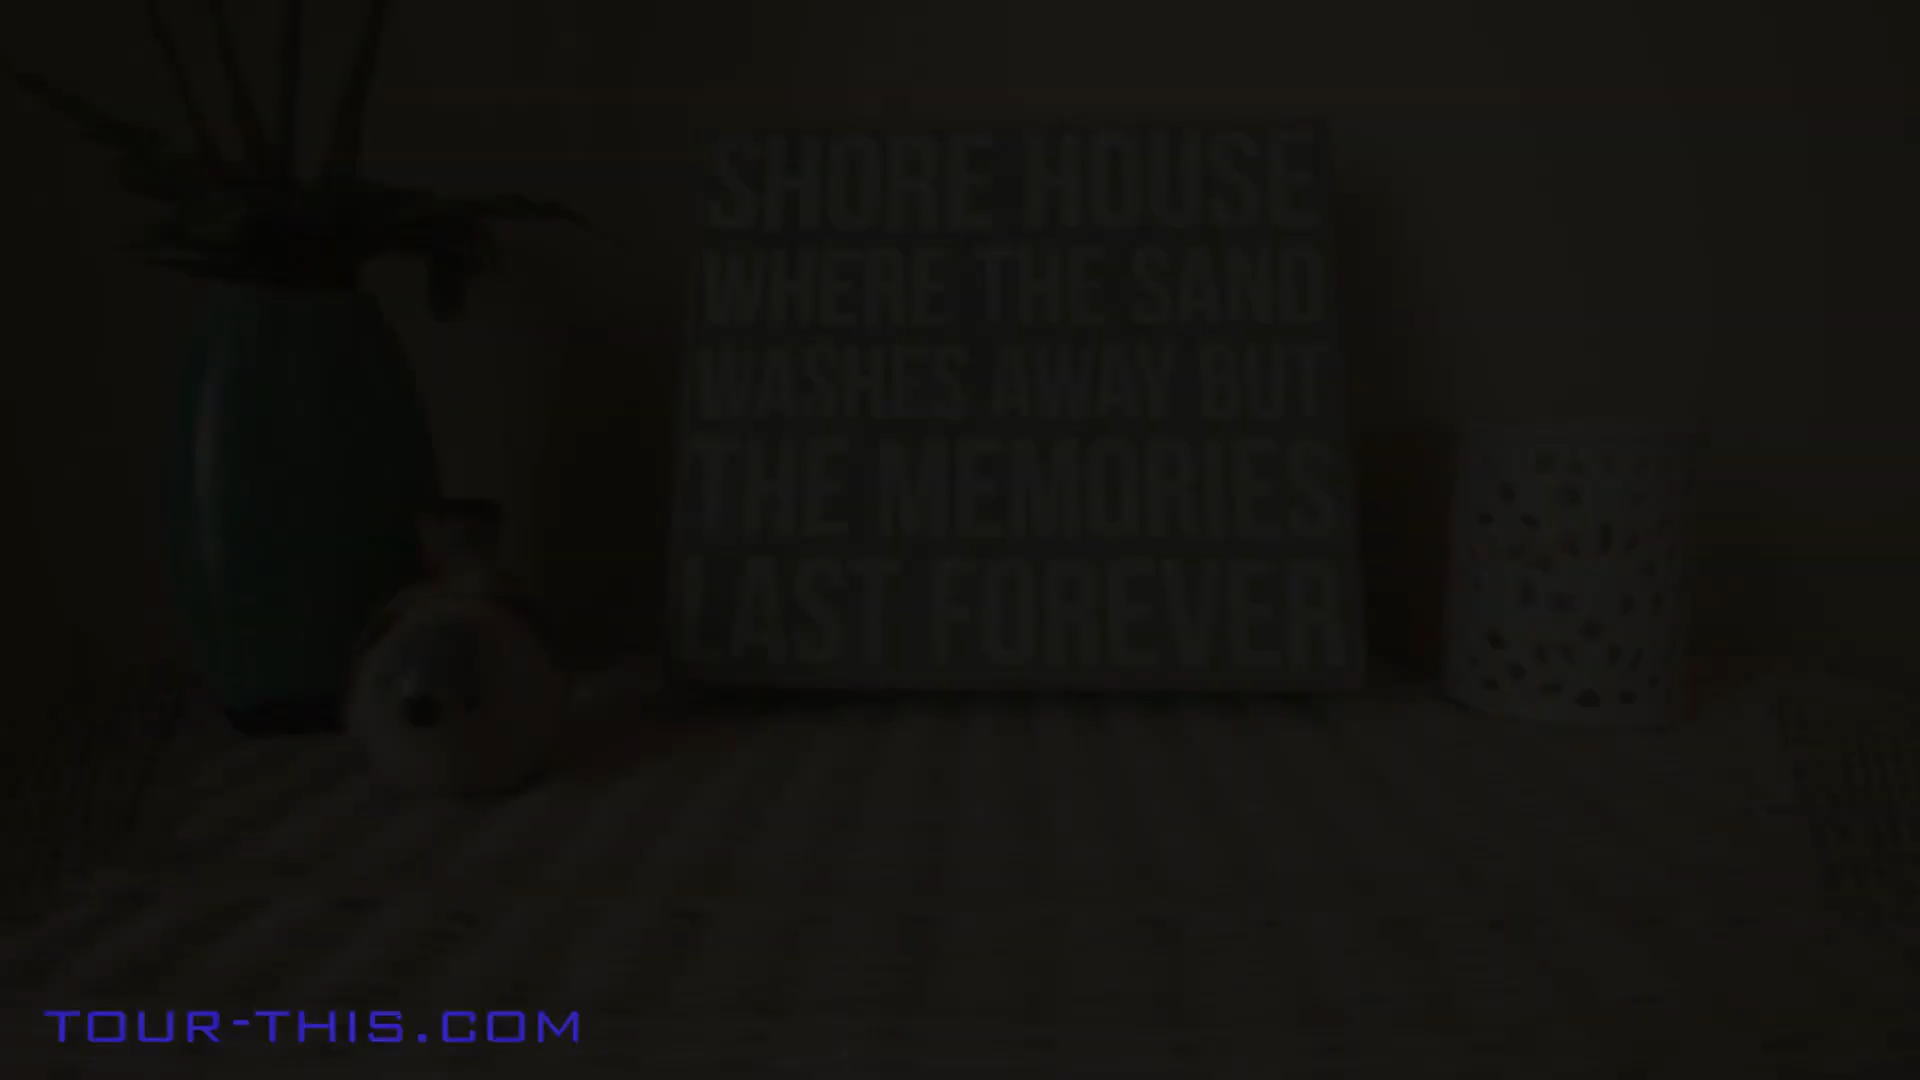 SHORE HOUSE
WHERE THE SAND
WASHES AWAY BUT
THE MEMORIES
LAST FOREVER
TOUR-THIS.COM